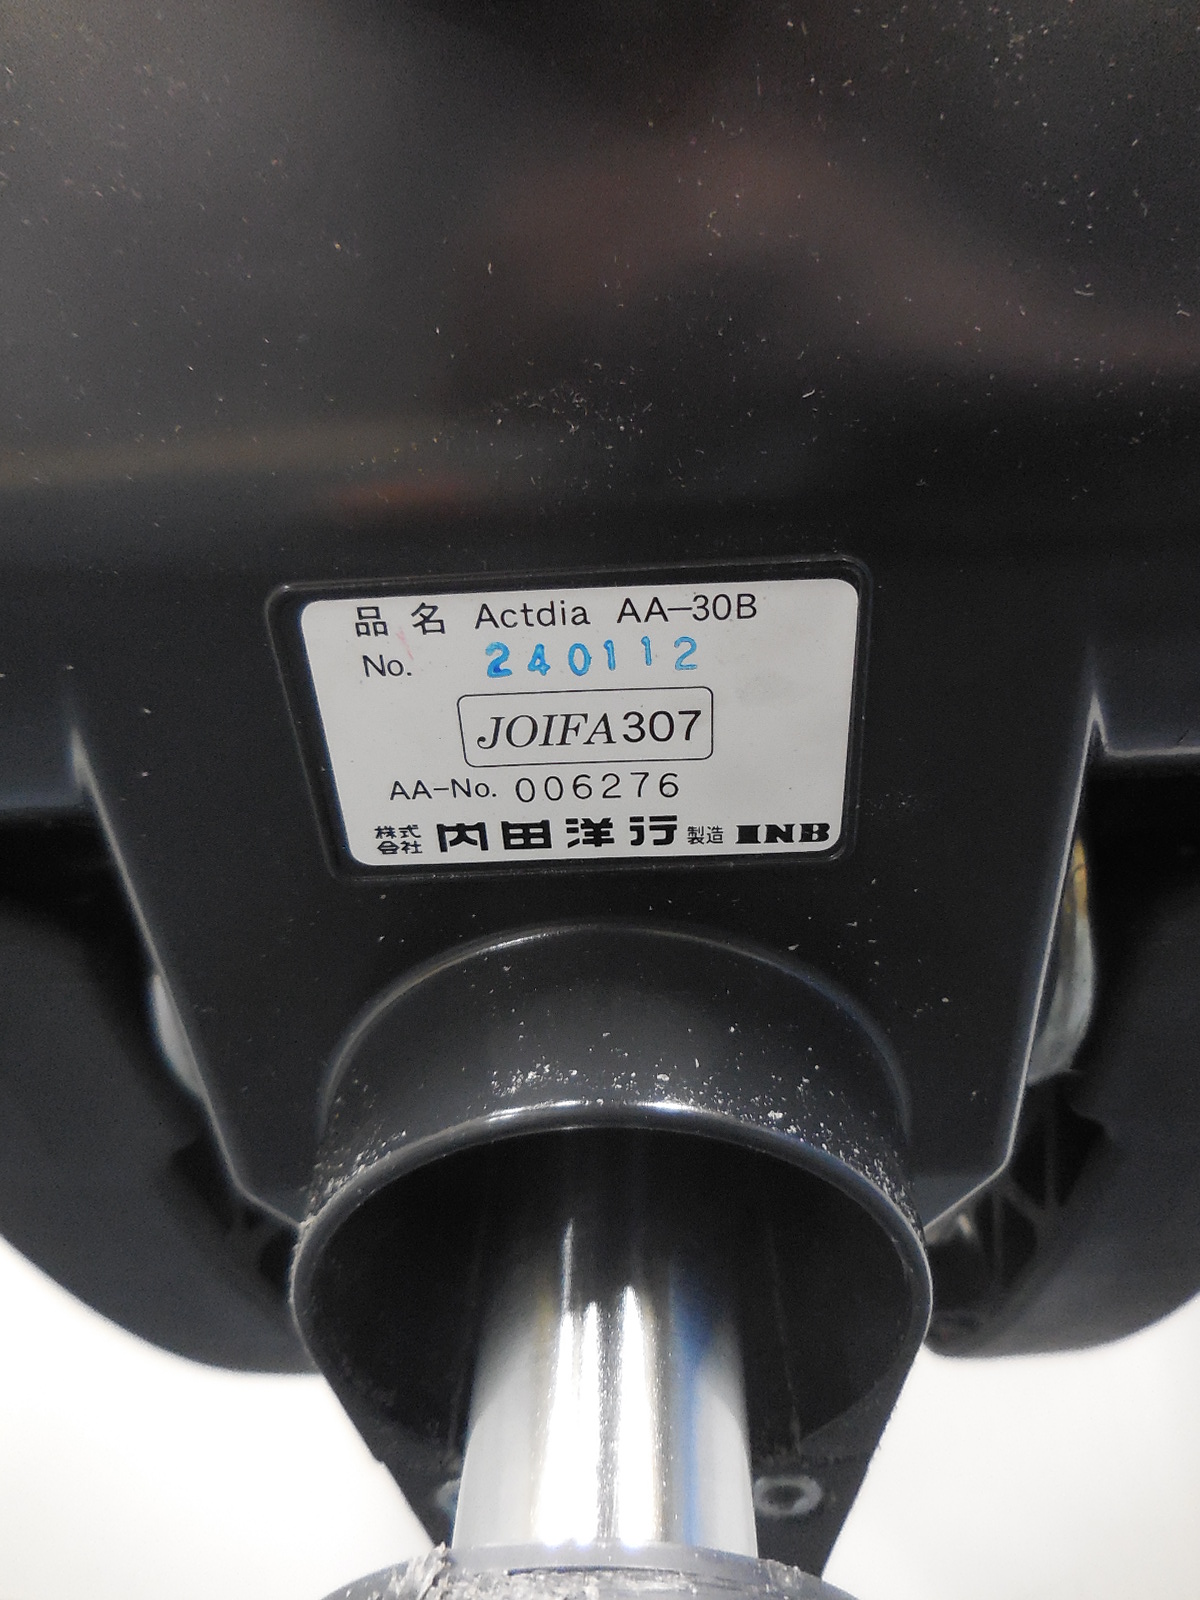 品名 Actdia AA-30B
No. 240112
JOIFA307
AA-No. 006276
株式会社 内田洋行 製造 INB